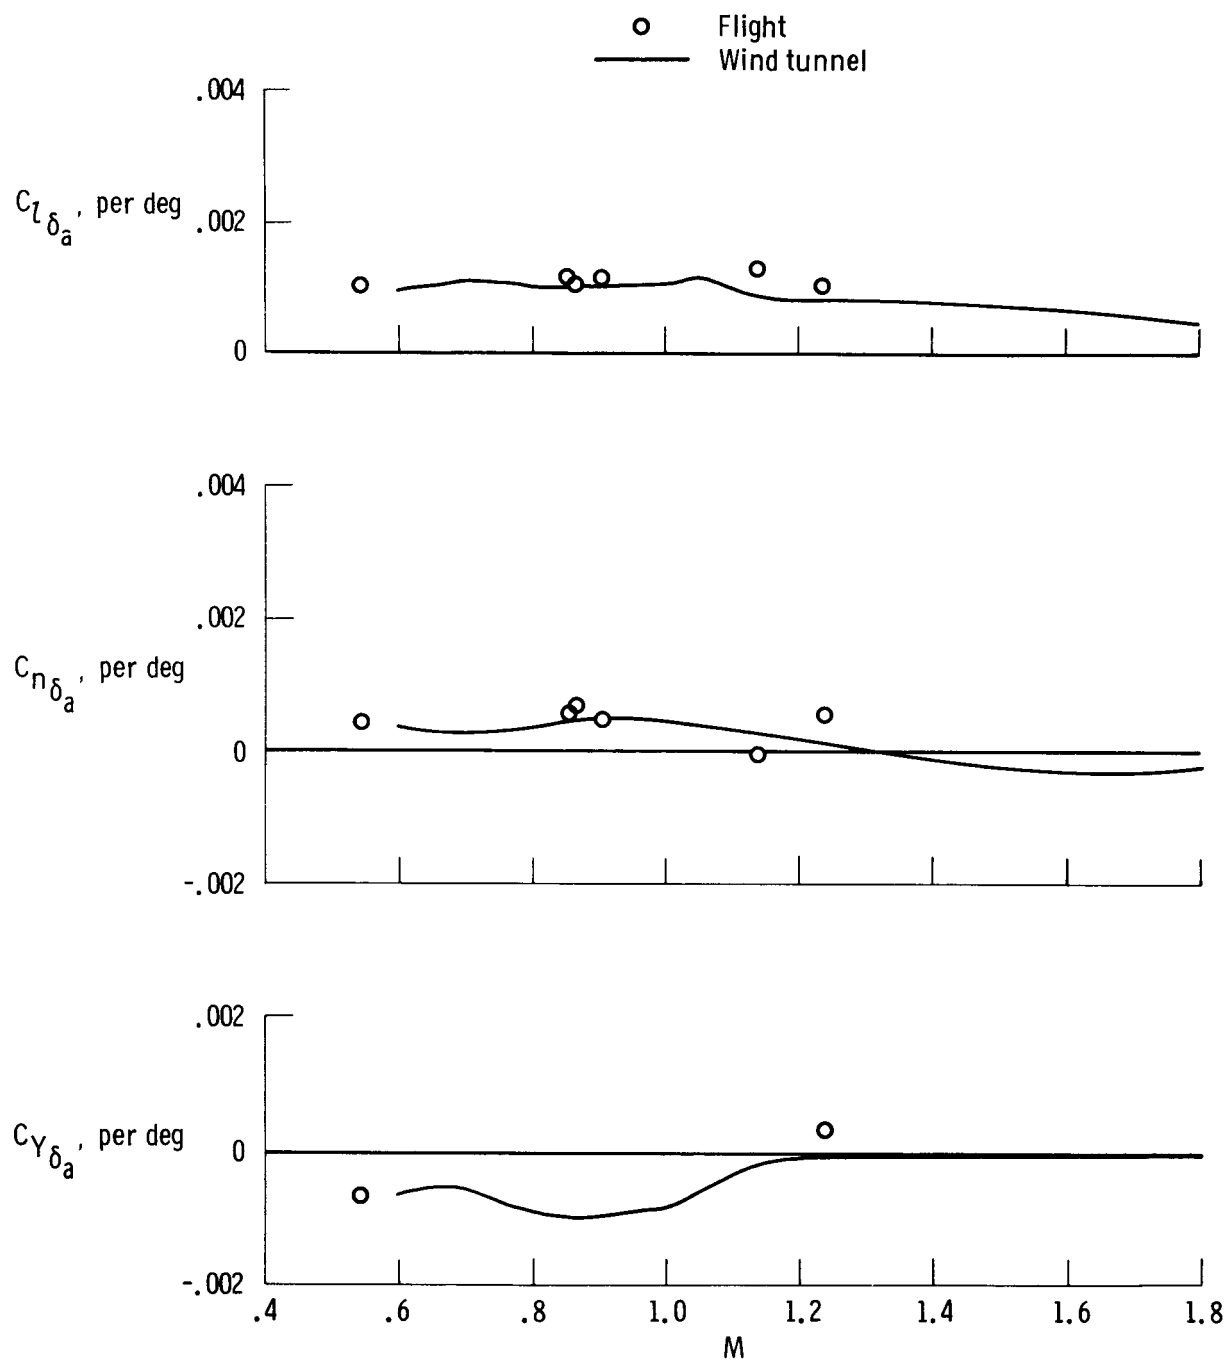 Flight
Wind tunnel
.004
C_{l_{δ_a}}, per deg
.002
0
.004
.002
C_{n_{δ_a}}, per deg
0
-.002
.002
C_{Y_{δ_a}}, per deg
0
-.002
.4 .6 .8 1.0 1.2 1.4 1.6 1.8
M